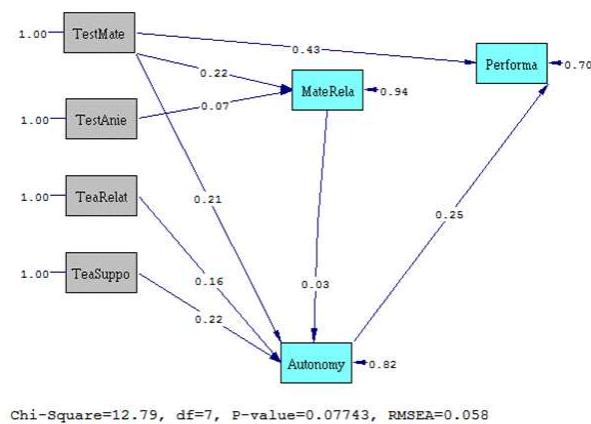 1.00 TestMate
0.43
Performa 0.70
0.22
MateRela 0.94
0.07
1.00 TestAnie
1.00 TeaRelat
0.21
0.25
1.00 TeaSuppo
0.16
0.03
0.22
Autonomy 0.82
Chi-Square=12.79, df=7, P-value=0.07743, RMSEA=0.058